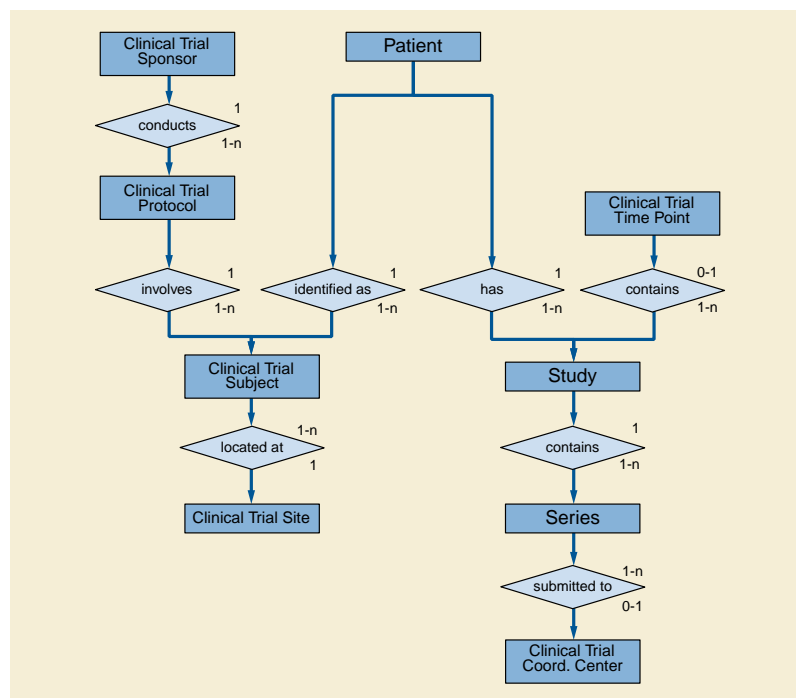 Clinical Trial
Sponsor
Patient
1
conducts
1-n
Clinical Trial
Protocol
Clinical Trial
Time Point
1
involves
1-n
1
identified as
1-n
1
has
1-n
0-1
contains
1-n
Clinical Trial
Subject
Study
1-n
located at
1
1
contains
1-n
Clinical Trial Site
Series
1-n
submitted to
0-1
Clinical Trial
Coord. Center